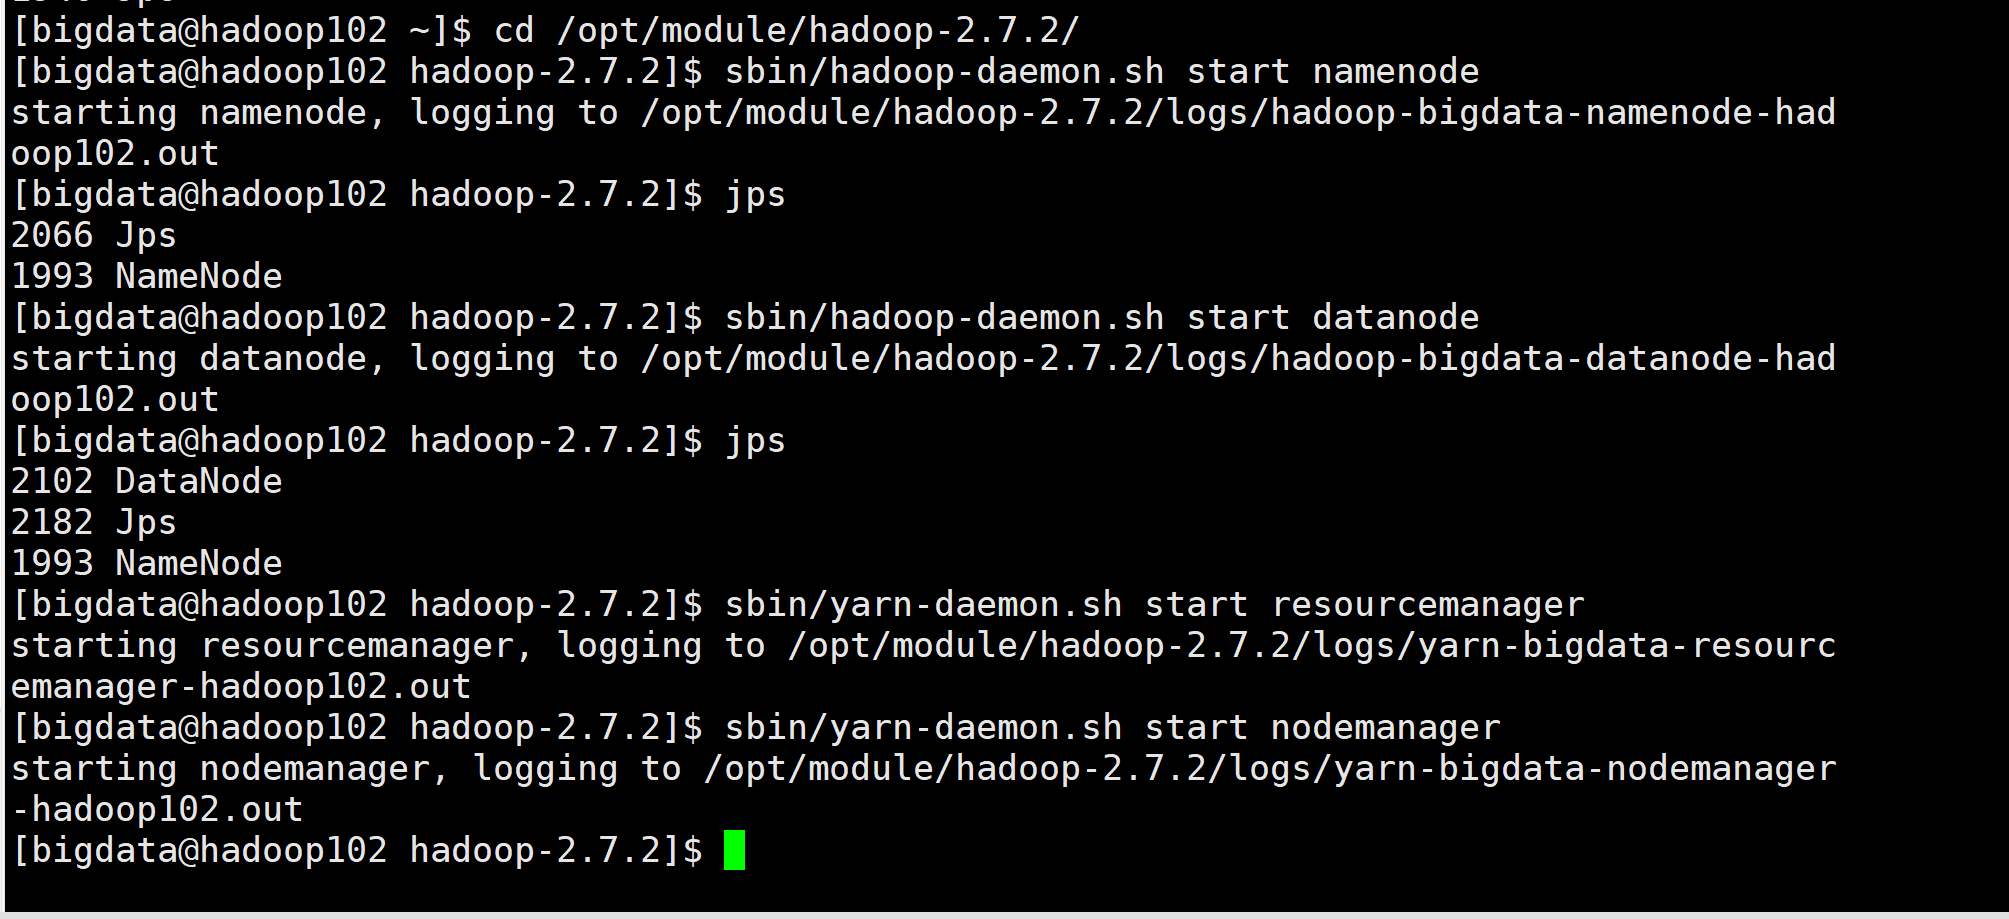 [bigdata@hadoop102 ~]$ cd /opt/module/hadoop-2.7.2/
[bigdata@hadoop102 hadoop-2.7.2]$ sbin/hadoop-daemon.sh start namenode
starting namenode, logging to /opt/module/hadoop-2.7.2/logs/hadoop-bigdata-namenode-had
oop102.out
[bigdata@hadoop102 hadoop-2.7.2]$ jps
2066 Jps
1993 NameNode
[bigdata@hadoop102 hadoop-2.7.2]$ sbin/hadoop-daemon.sh start datanode
starting datanode, logging to /opt/module/hadoop-2.7.2/logs/hadoop-bigdata-datanode-had
oop102.out
[bigdata@hadoop102 hadoop-2.7.2]$ jps
2102 DataNode
2182 Jps
1993 NameNode
[bigdata@hadoop102 hadoop-2.7.2]$ sbin/yarn-daemon.sh start resourcemanager
starting resourcemanager, logging to /opt/module/hadoop-2.7.2/logs/yarn-bigdata-resourc
emanager-hadoop102.out
[bigdata@hadoop102 hadoop-2.7.2]$ sbin/yarn-daemon.sh start nodemanager
starting nodemanager, logging to /opt/module/hadoop-2.7.2/logs/yarn-bigdata-nodemanager
-hadoop102.out
[bigdata@hadoop102 hadoop-2.7.2]$